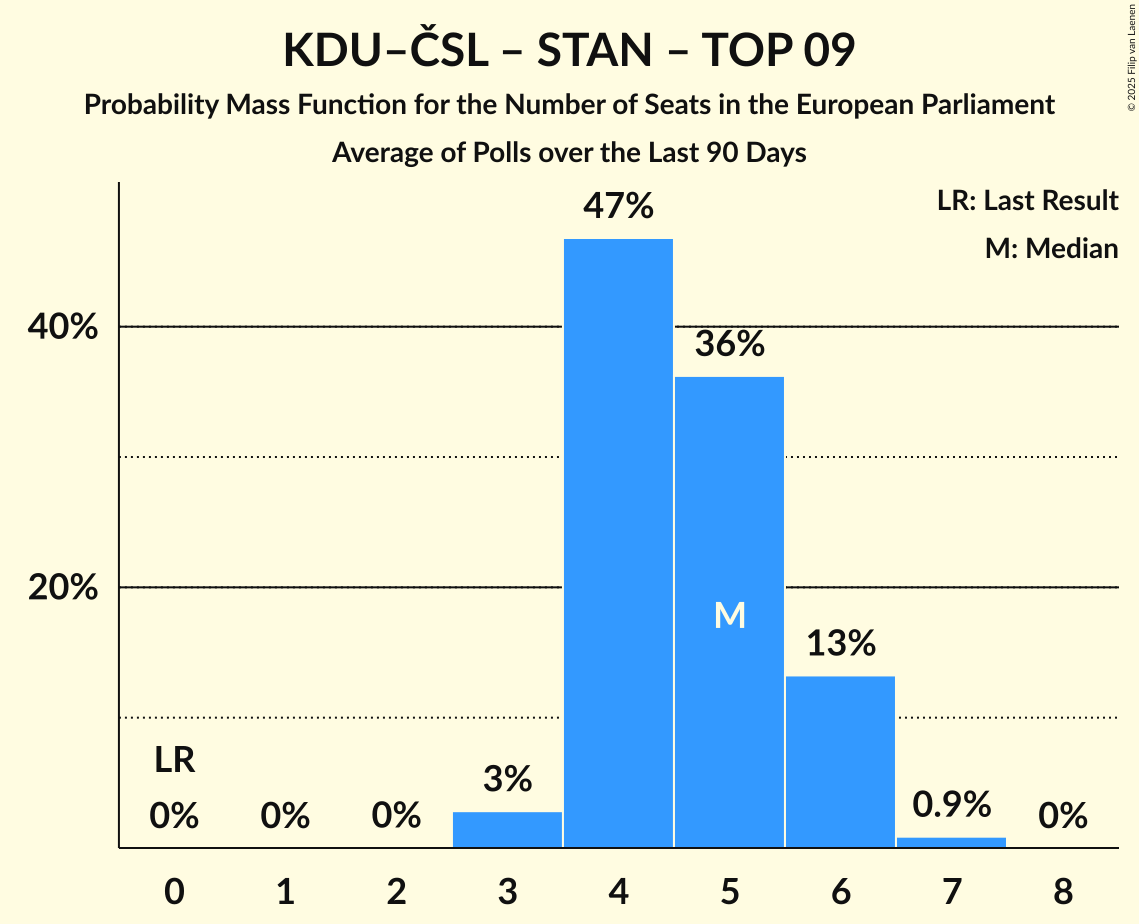 KDU–ČSL – STAN – TOP 09
Probability Mass Function for the Number of Seats in the European Parliament
Average of Polls over the Last 90 Days
© 2025 Filip van Laenen
LR: Last Result
M: Median
47%
40%
36%
20%
M
13%
LR
3%
0.9%
0% 0% 0% 0%
0 1 2 3 4 5 6 7 8